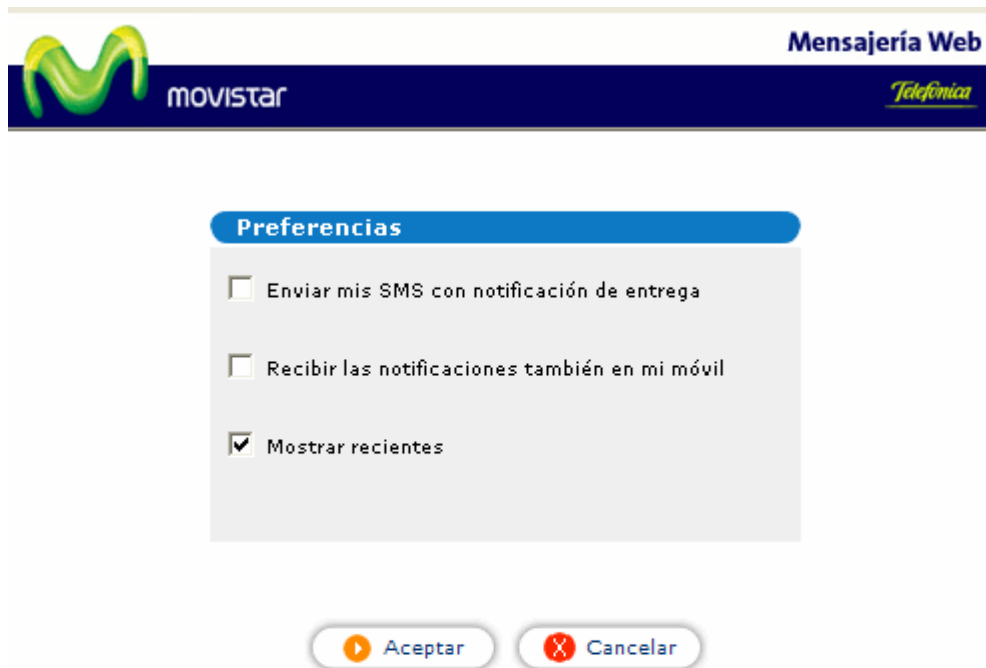 Mensajería Web
movistar
Telefónica
Preferencias
Enviar mis SMS con notificación de entrega
Recibir las notificaciones también en mi móvil
Mostrar recientes
Aceptar
Cancelar